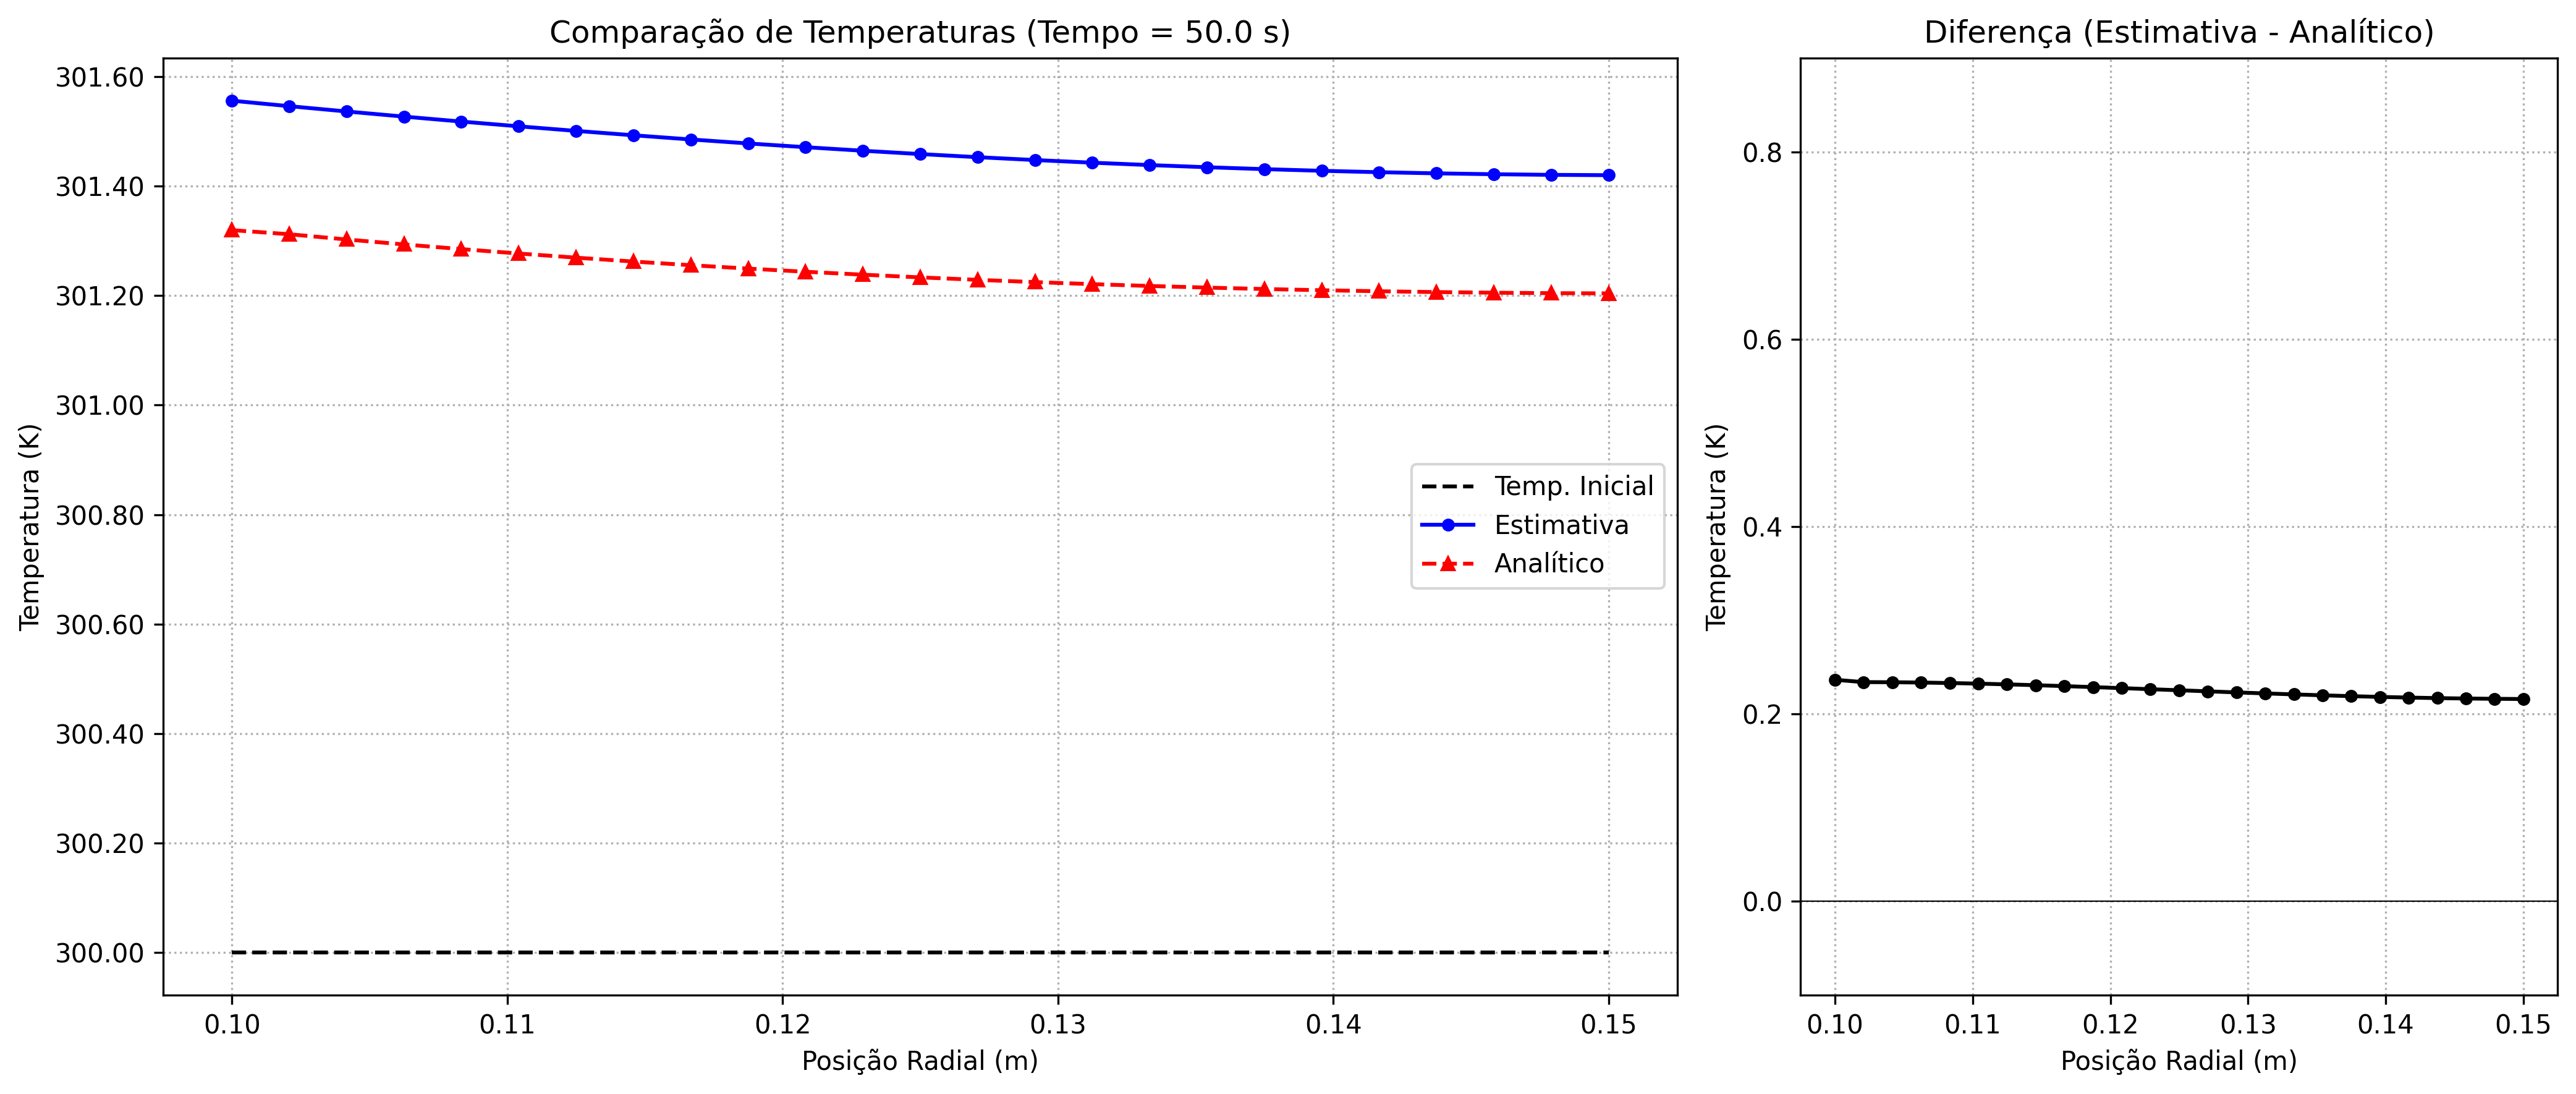 Comparação de Temperaturas (Tempo = 50.0 s)
Temperatura (K)
301.60
301.40
301.20
301.00
300.80
300.60
300.40
300.20
300.00
Temp. Inicial
Estimativa
Analítico
0.10
0.11
0.12
0.13
0.14
0.15
Posição Radial (m)
Diferença (Estimativa - Analítico)
Temperatura (K)
0.8
0.6
0.4
0.2
0.0
0.10
0.11
0.12
0.13
0.14
0.15
Posição Radial (m)